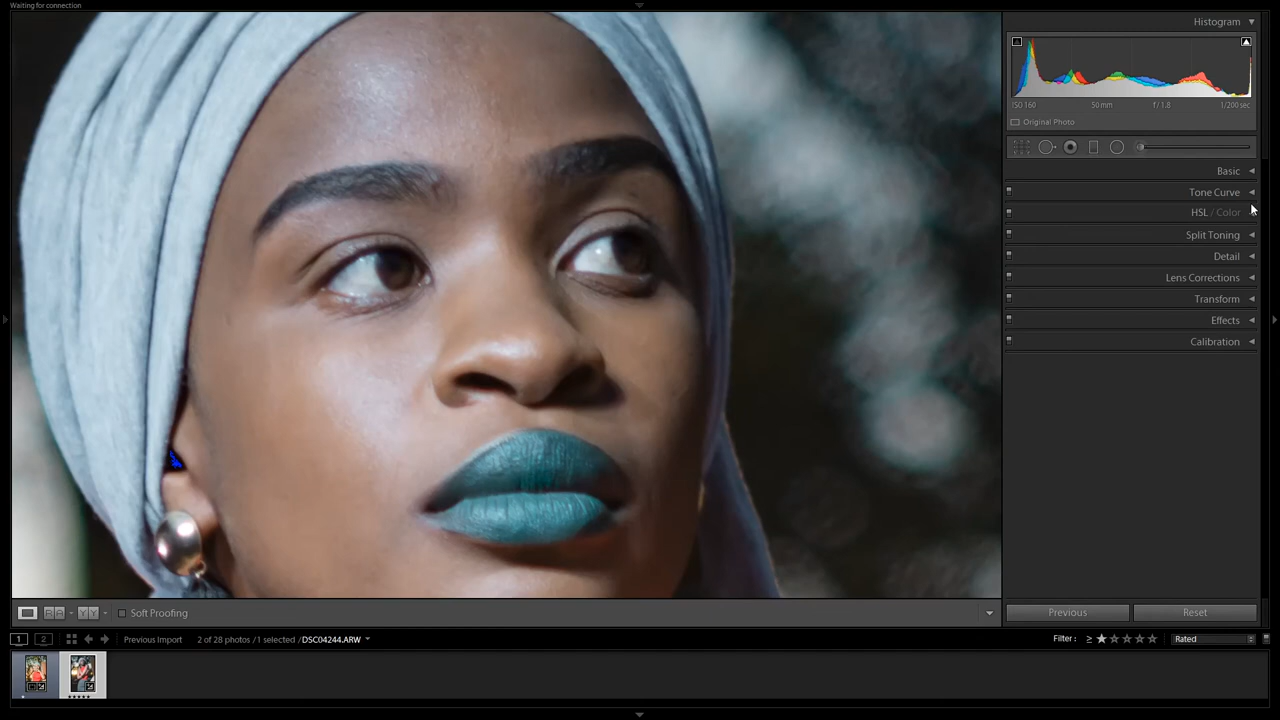 Waiting for connection
Histogram
ISO 160 50 mm f / 1.8 1/200 sec
Original Photo
Basic
Tone Curve
HSL / Color
Split Toning
Detail
Lens Corrections
Transform
Effects
Calibration
Soft Proofing
Previous Reset
1 2 Previous Import 2 of 28 photos / 1 selected / DSC04244.ARW Filter : Rated